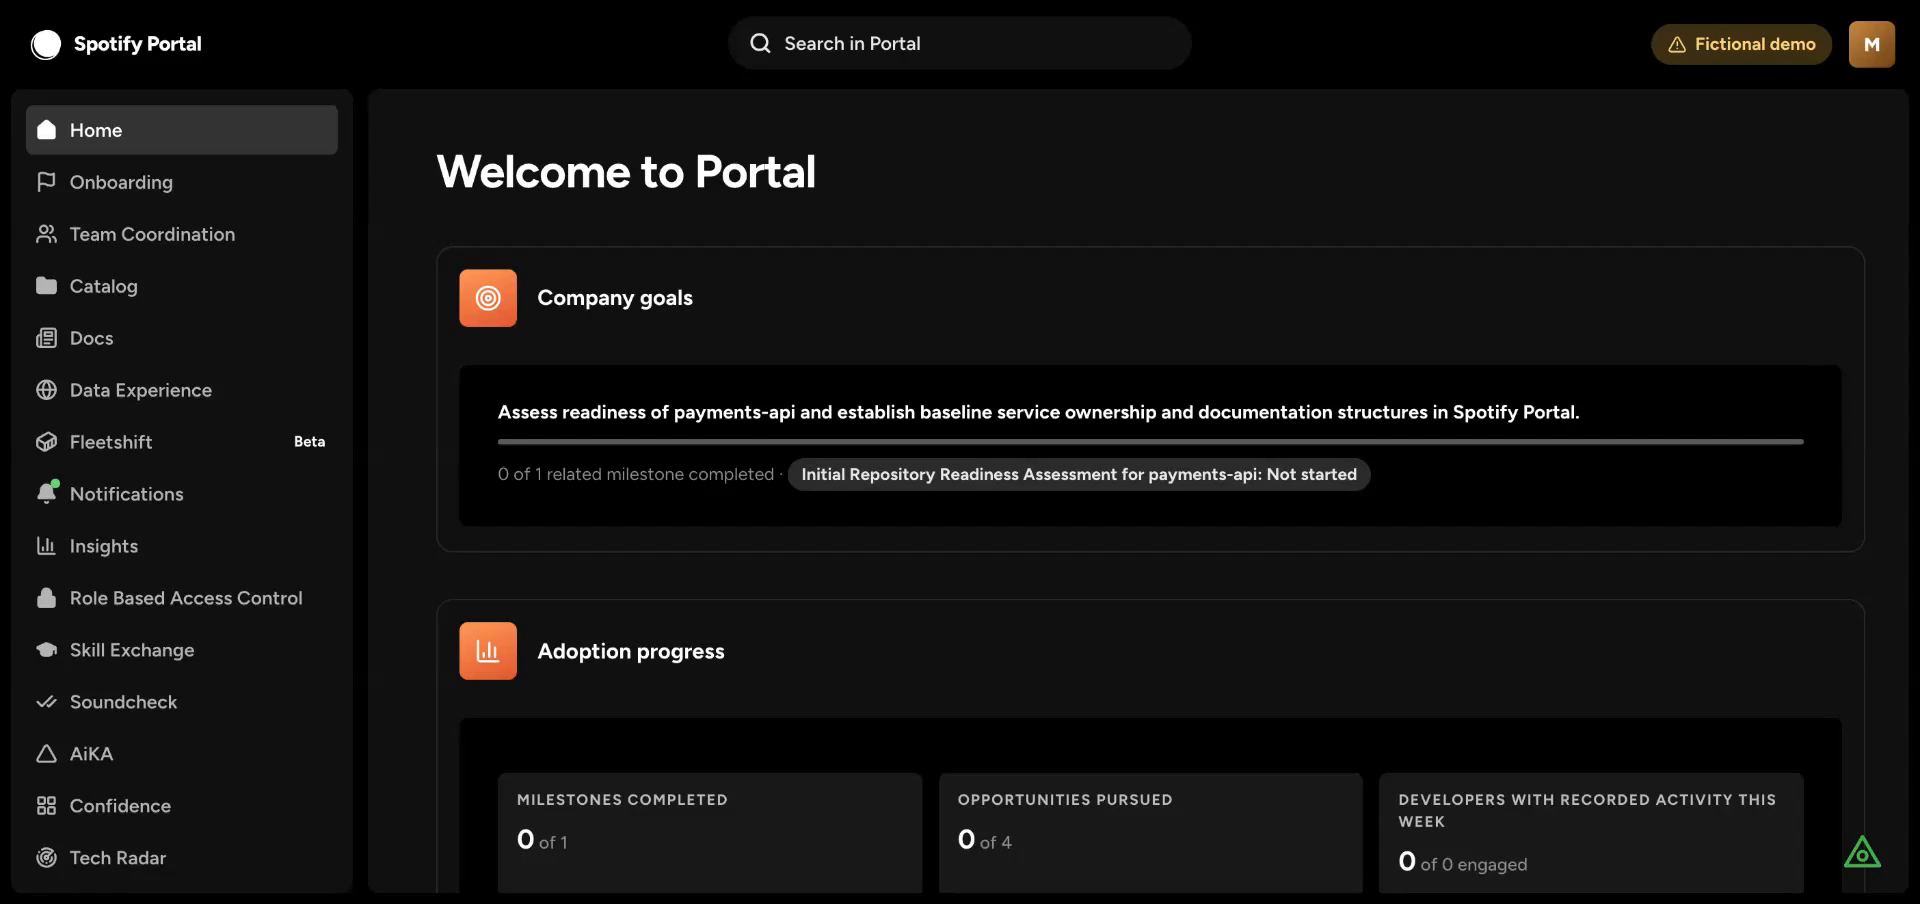 Spotify Portal
Search in Portal
Fictional demo
M
Home
Onboarding
Team Coordination
Catalog
Docs
Data Experience
Fleetshift
Beta
Notifications
Insights
Role Based Access Control
Skill Exchange
Soundcheck
AiKA
Confidence
Tech Radar
Welcome to Portal
Company goals
Assess readiness of payments-api and establish baseline service ownership and documentation structures in Spotify Portal.
0 of 1 related milestone completed · Initial Repository Readiness Assessment for payments-api: Not started
Adoption progress
MILESTONES COMPLETED
0 of 1
OPPORTUNITIES PURSUED
0 of 4
DEVELOPERS WITH RECORDED ACTIVITY THIS
WEEK
0 of 0 engaged